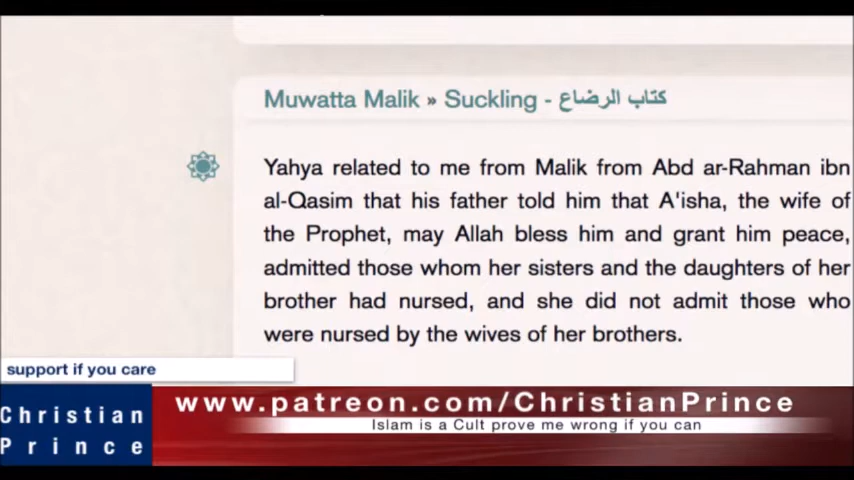 Muwatta Malik » Suckling - كتاب الرضاع
Yahya related to me from Malik from Abd ar-Rahman ibn
al-Qasim that his father told him that A'isha, the wife of
the Prophet, may Allah bless him and grant him peace,
admitted those whom her sisters and the daughters of her
brother had nursed, and she did not admit those who
were nursed by the wives of her brothers.
support if you care
Christian
Prince
www.patreon.com/ChristianPrince
Islam is a Cult prove me wrong if you can